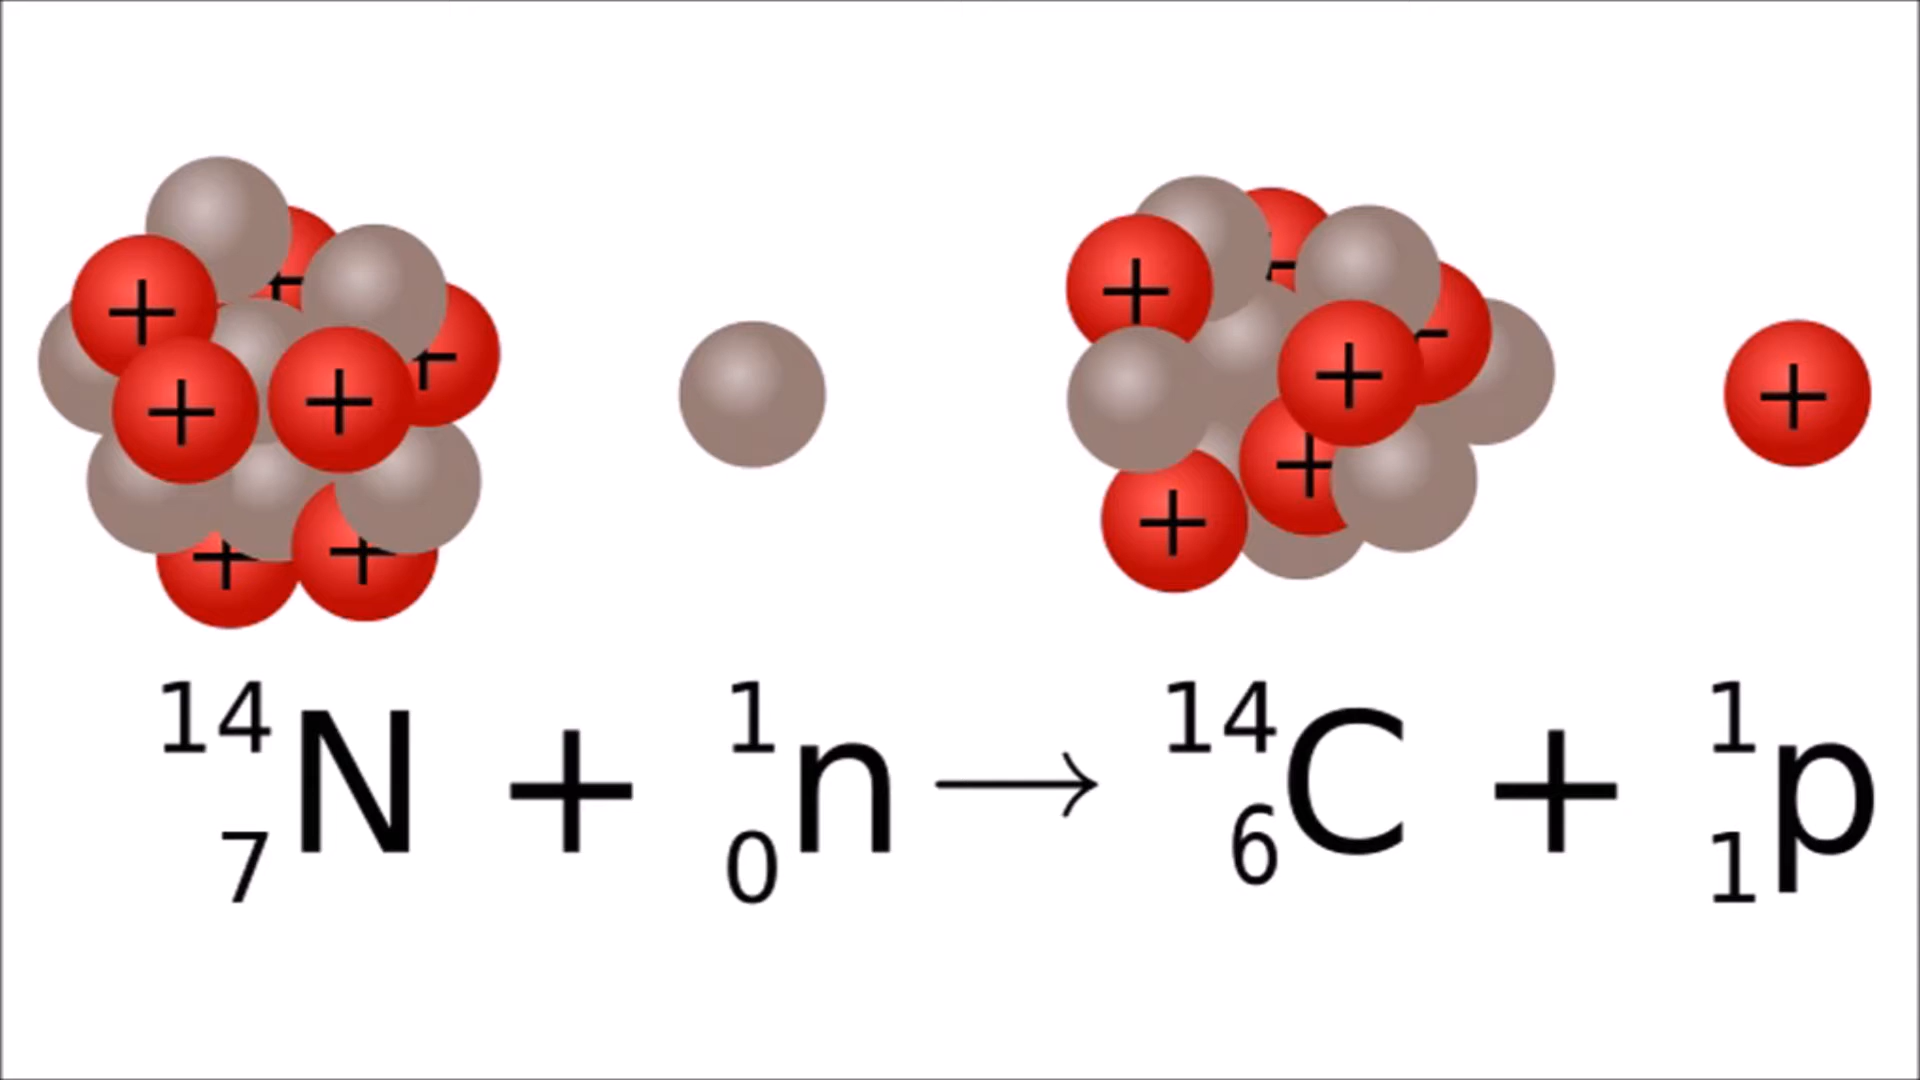 ¹⁴₇N + ¹₀n → ¹⁴₆C + ¹₁p